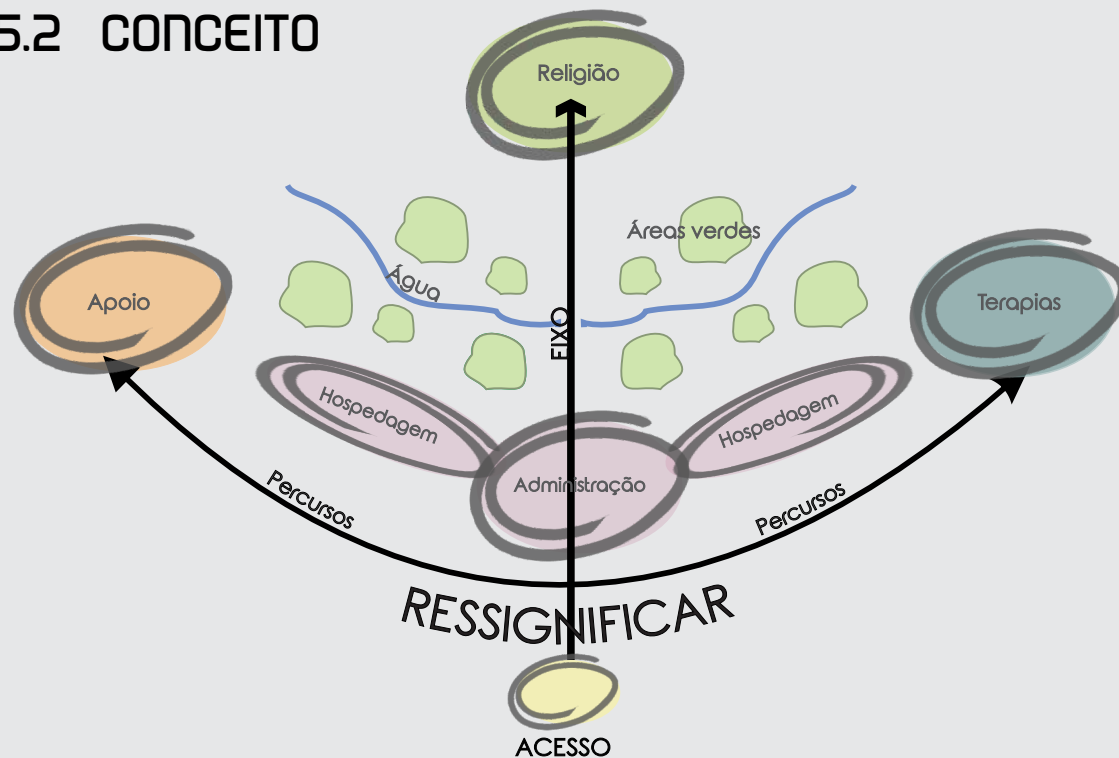 5.2 CONCEITO
Religião
Áreas verdes
Água
Apoio
Terapias
FIXO
Hospedagem
Hospedagem
Administração
Percursos
Percursos
RESSIGNIFICAR
ACESSO